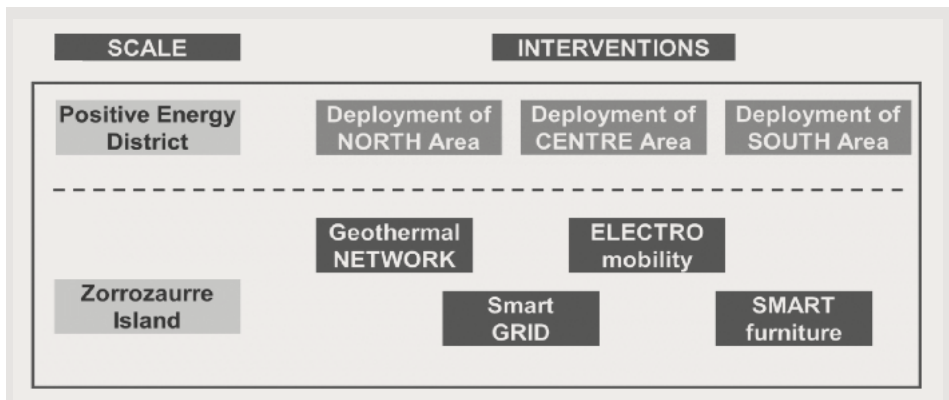 SCALE
INTERVENTIONS
Positive Energy
District
Deployment of
NORTH Area
Deployment of
CENTRE Area
Deployment of
SOUTH Area
Geothermal
NETWORK
ELECTRO
mobility
Zorrozaurre
Island
Smart
GRID
SMART
furniture